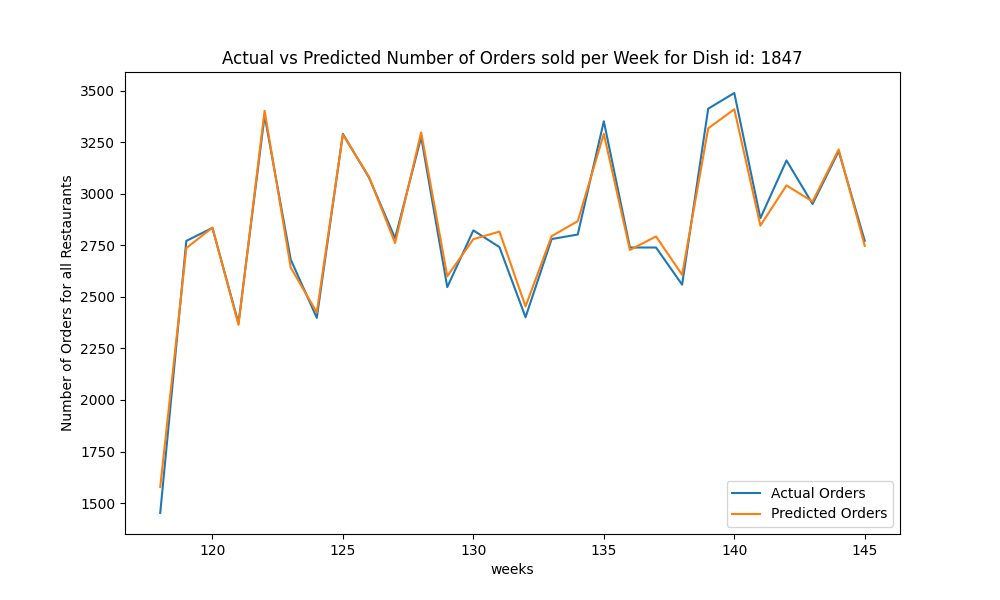 Actual vs Predicted Number of Orders sold per Week for Dish id: 1847
Number of Orders for all Restaurants
3500
3250
3000
2750
2500
2250
2000
1750
1500
Actual Orders
Predicted Orders
120 125 130 135 140 145
weeks